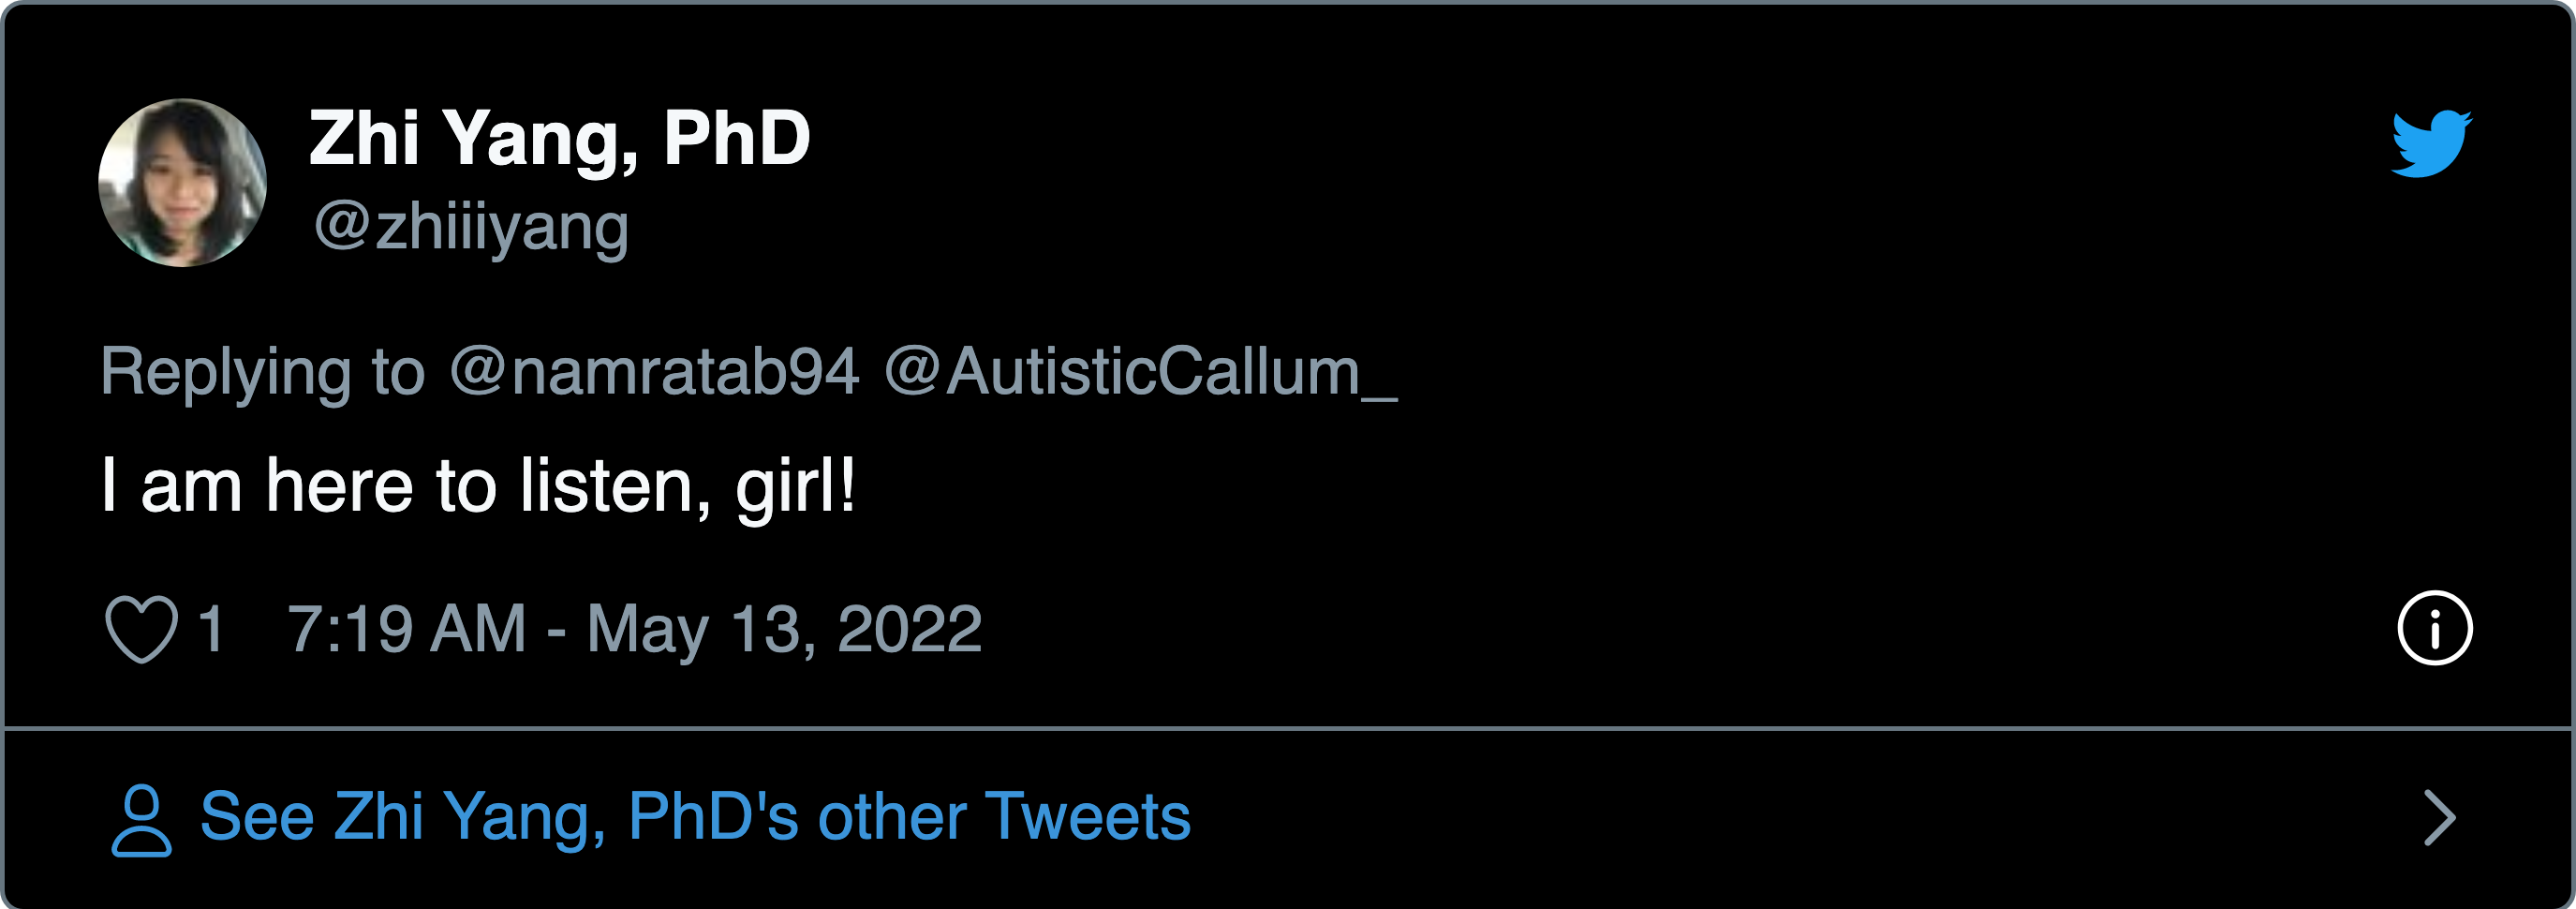 Zhi Yang, PhD
@zhiiiyang
Replying to @namratab94 @AutisticCallum_
I am here to listen, girl!
1 7:19 AM - May 13, 2022
See Zhi Yang, PhD's other Tweets